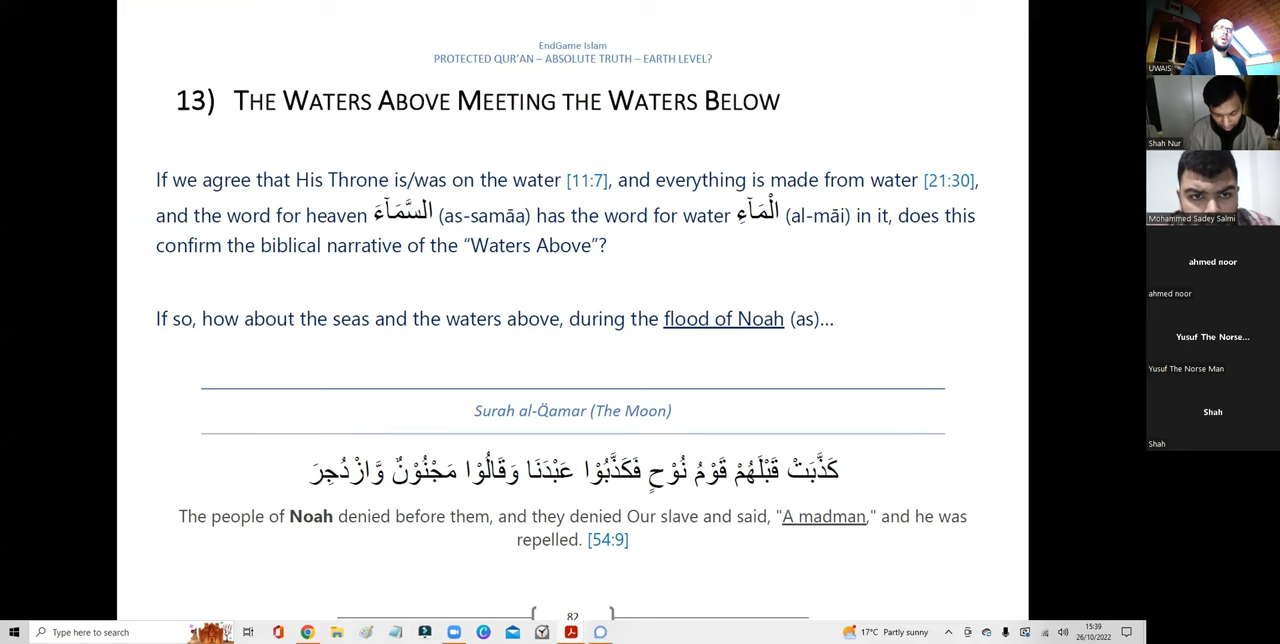 EndGame Islam
PROTECTED QUR'AN – ABSOLUTE TRUTH – EARTH LEVEL?
13) THE WATERS ABOVE MEETING THE WATERS BELOW
If we agree that His Throne is/was on the water [11:7], and everything is made from water [21:30],
and the word for heaven السَّمَآءَ (as-samāa) has the word for water الْمَآءِ (al-māi) in it, does this
confirm the biblical narrative of the “Waters Above”?
If so, how about the seas and the waters above, during the flood of Noah (as)...
Surah al-Q̈amar (The Moon)
كَذَّبَتْ قَبْلَهُمْ قَوْمُ نُوْحٍ فَكَذَّبُوْا عَبْدَنَا وَقَالُوْا مَجْنُوْنٌ وَّازْدُجِرَ
The people of Noah denied before them, and they denied Our slave and said, "A madman," and he was
repelled. [54:9]
82
UWAIS
Shah Nur
Mohammed Sadey Salmi
ahmed noor
ahmed noor
Yusuf The Norse...
Yusuf The Norse Man
Shah
Shah
Type here to search
17°C Partly sunny
15:39
26/10/2022